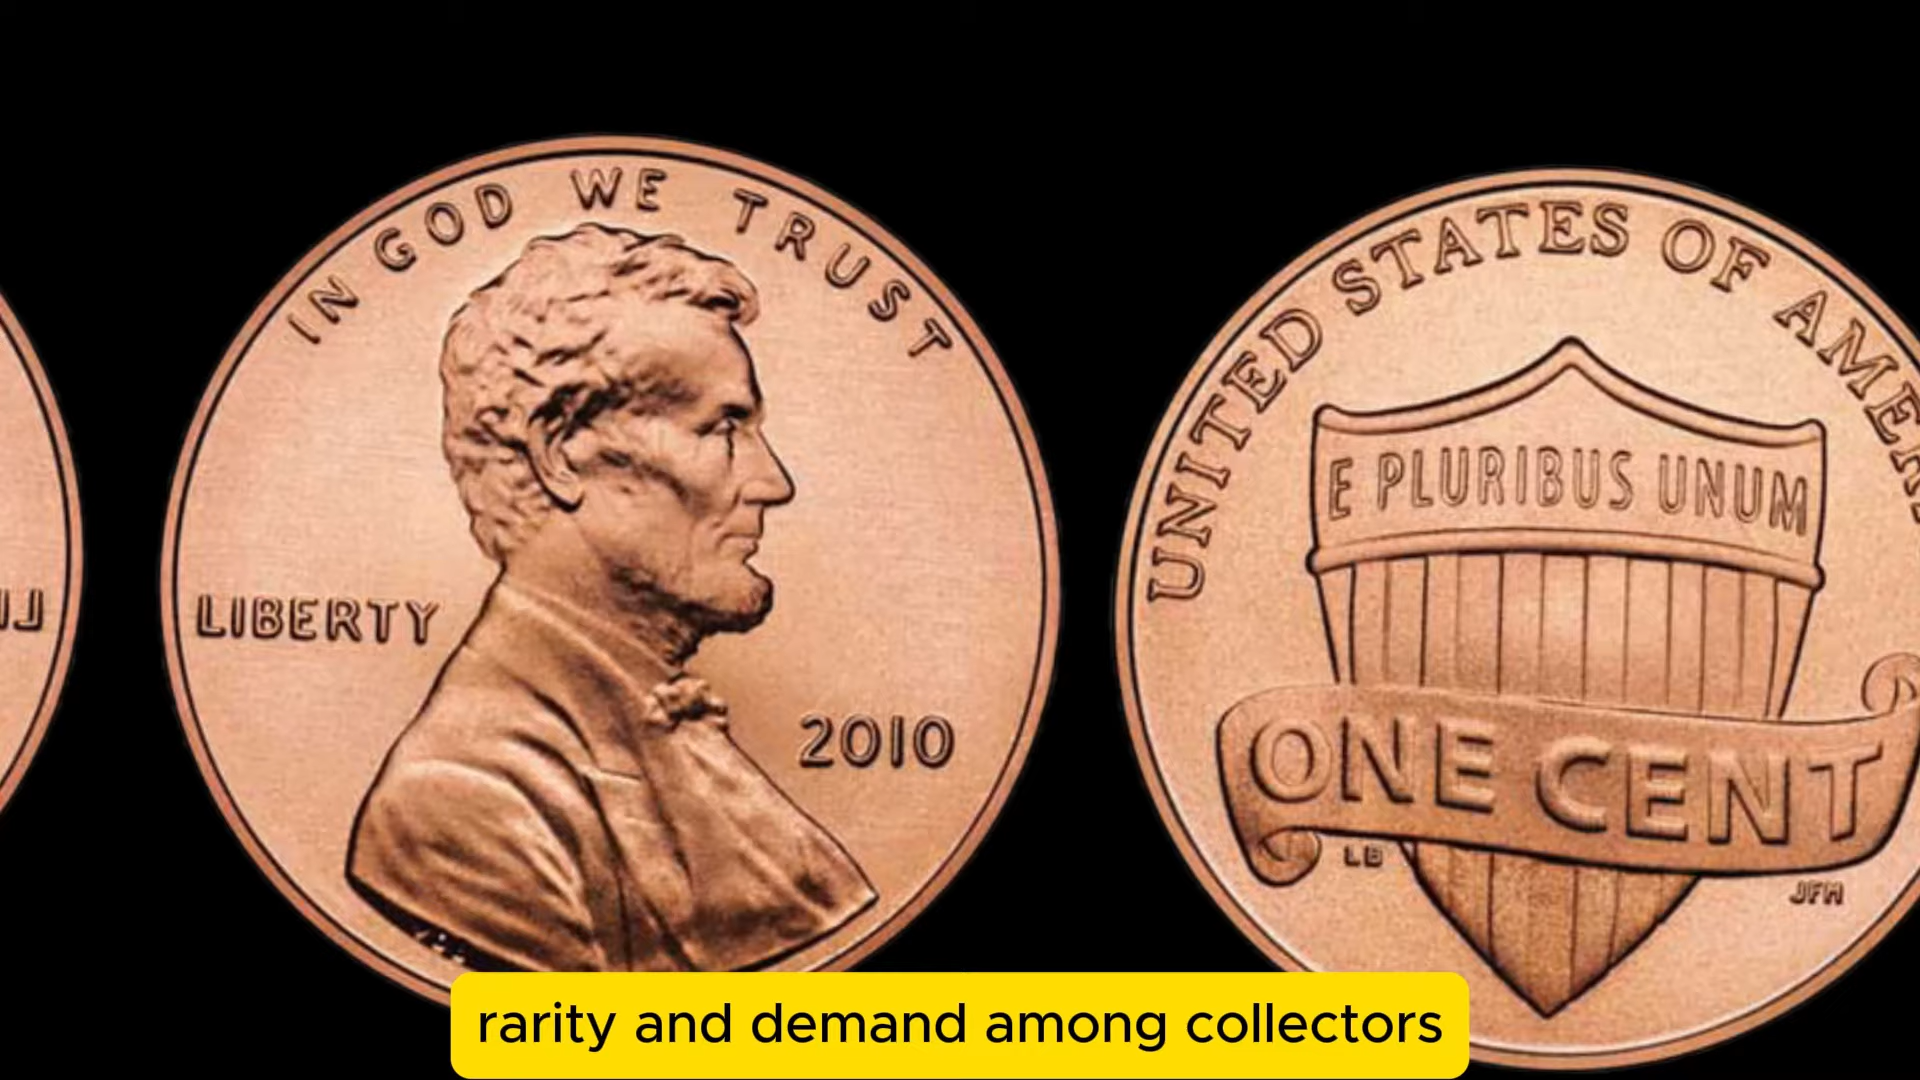 IN GOD WE TRUST
LIBERTY
2010
UNITED STATES OF AMER
E PLURIBUS UNUM
ONE CENT
LB
JFM
rarity and demand among collectors